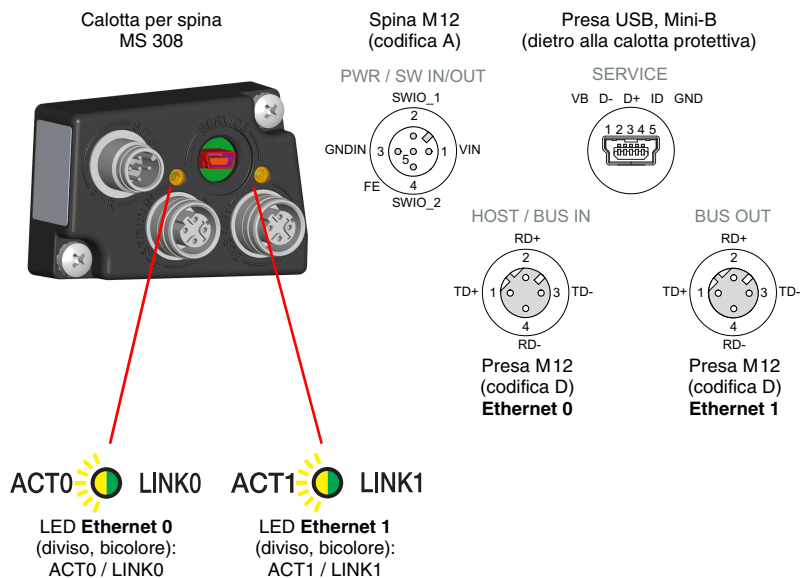 Calotta per spina
MS 308
Spina M12
(codifica A)
Presa USB, Mini-B
(dietro alla calotta protettiva)
PWR / SW IN/OUT
SERVICE
SWIO_1
2
GNDIN 3 5 1 VIN
FE 4
SWIO_2
VB D- D+ ID GND
1 2 3 4 5
SERVICE
HOST / BUS IN
BUS OUT
RD+
2
TD+ 1 3 TD-
4
RD-
RD+
2
TD+ 1 3 TD-
4
RD-
Presa M12
(codifica D)
Ethernet 0
Presa M12
(codifica D)
Ethernet 1
ACT0 LINK0
ACT1 LINK1
LED Ethernet 0
(diviso, bicolore):
ACT0 / LINK0
LED Ethernet 1
(diviso, bicolore):
ACT1 / LINK1